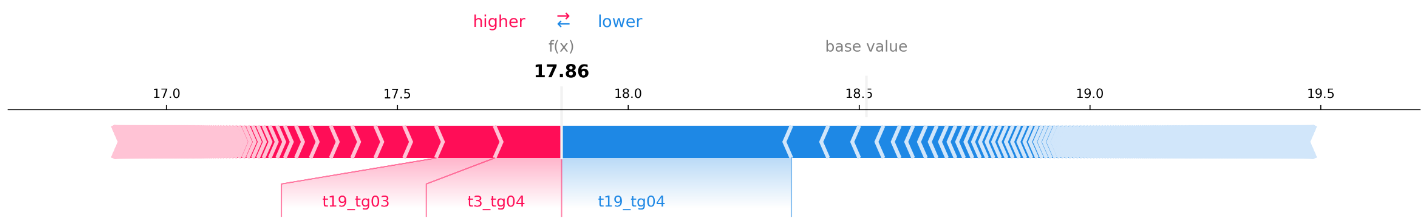 higher ⇄ lower
f(x) base value
17.86
17.0 17.5 18.0 18.5 19.0 19.5
t19_tg03 t3_tg04 t19_tg04